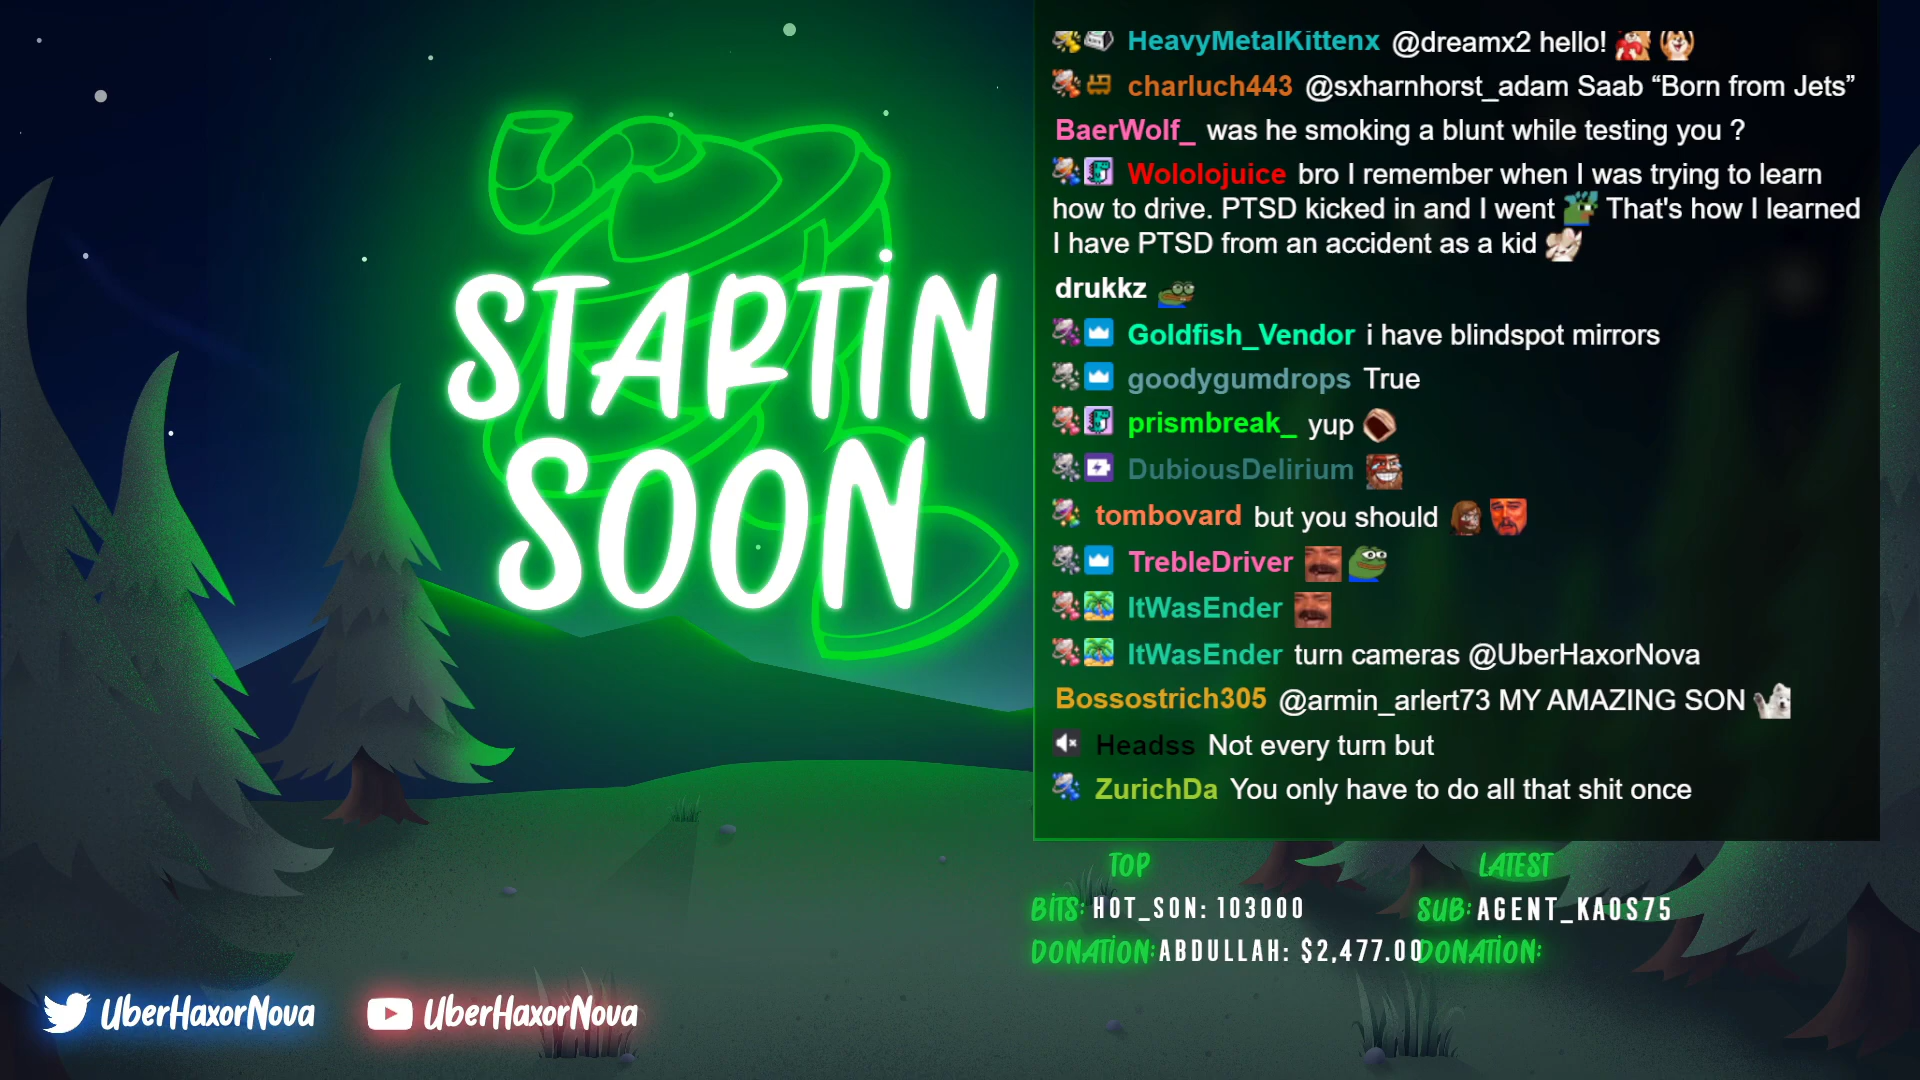 STARTIN
SOON
HeavyMetalKittenx @dreamx2 hello!
charluch443 @sxharnhorst_adam Saab “Born from Jets”
BaerWolf_ was he smoking a blunt while testing you ?
Wololojuice bro I remember when I was trying to learn
how to drive. PTSD kicked in and I went That's how I learned
I have PTSD from an accident as a kid
drukkz
Goldfish_Vendor i have blindspot mirrors
goodygumdrops True
prismbreak_ yup
DubiousDelirium
tombovard but you should
TrebleDriver
ItWasEnder
ItWasEnder turn cameras @UberHaxorNova
Bossostrich305 @armin_arlert73 MY AMAZING SON
Headss Not every turn but
ZurichDa You only have to do all that shit once
TOP
BITS: HOT_SON: 103000
DONATION: ABDULLAH: $2,477.00
LATEST
SUB: AGENT_KAOS75
DONATION:
UberHaxorNova
UberHaxorNova